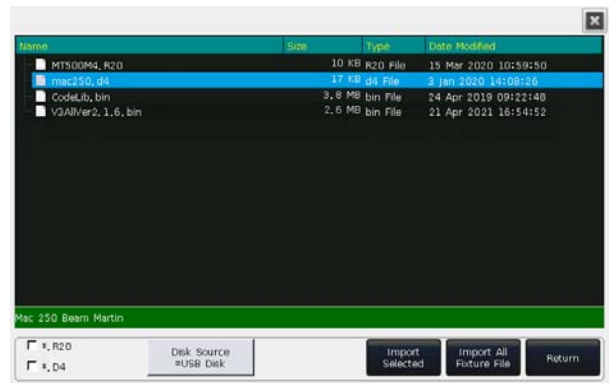 Name Size Type Date Modified
MT500M4.R20 10 KB R20 File 15 Mar 2020 10:59:50
mac250.d4 17 KB d4 File 3 Jan 2020 14:08:26
CodeLib.bin 3.8 MB bin File 24 Apr 2019 09:22:48
V3AllVer2.1.6.bin 2.6 MB bin File 21 Apr 2021 16:54:52
Mac 250 Beam Martin
*.R20
*.D4
Disk Source
=USB Disk
Import
Selected
Import All
Fixture File
Return